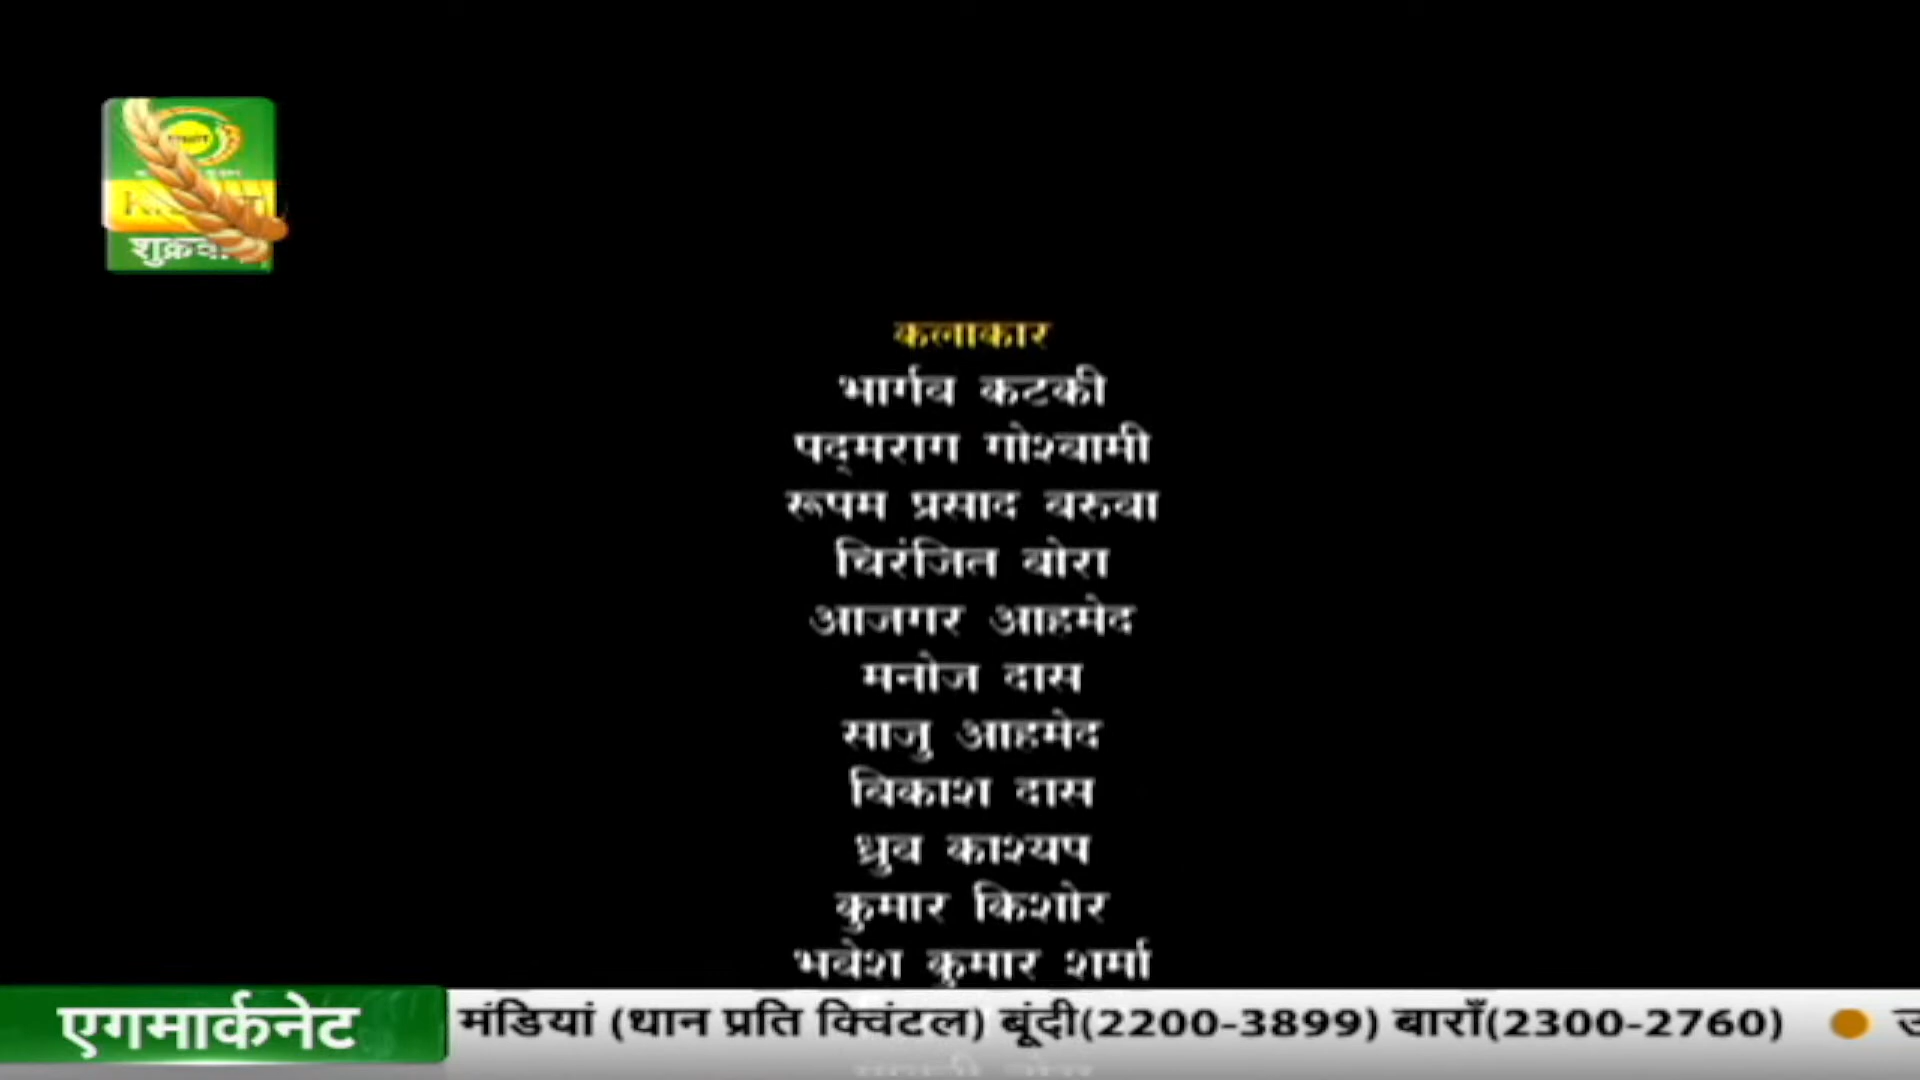 शुक्रवार
कलाकार
भार्गव कटकी
पद्मराग गोश्वामी
रूपम प्रसाद बरुवा
चिरंजित बोरा
आजगर आहमेद
मनोज दास
साजु आहमेद
बिकाश दास
ध्रुव काश्यप
कुमार किशोर
भवेश कुमार शर्मा
एगमार्कनेट
मंडियां (धान प्रति क्विंटल) बूंदी(2200-3899) बाराँ(2300-2760)